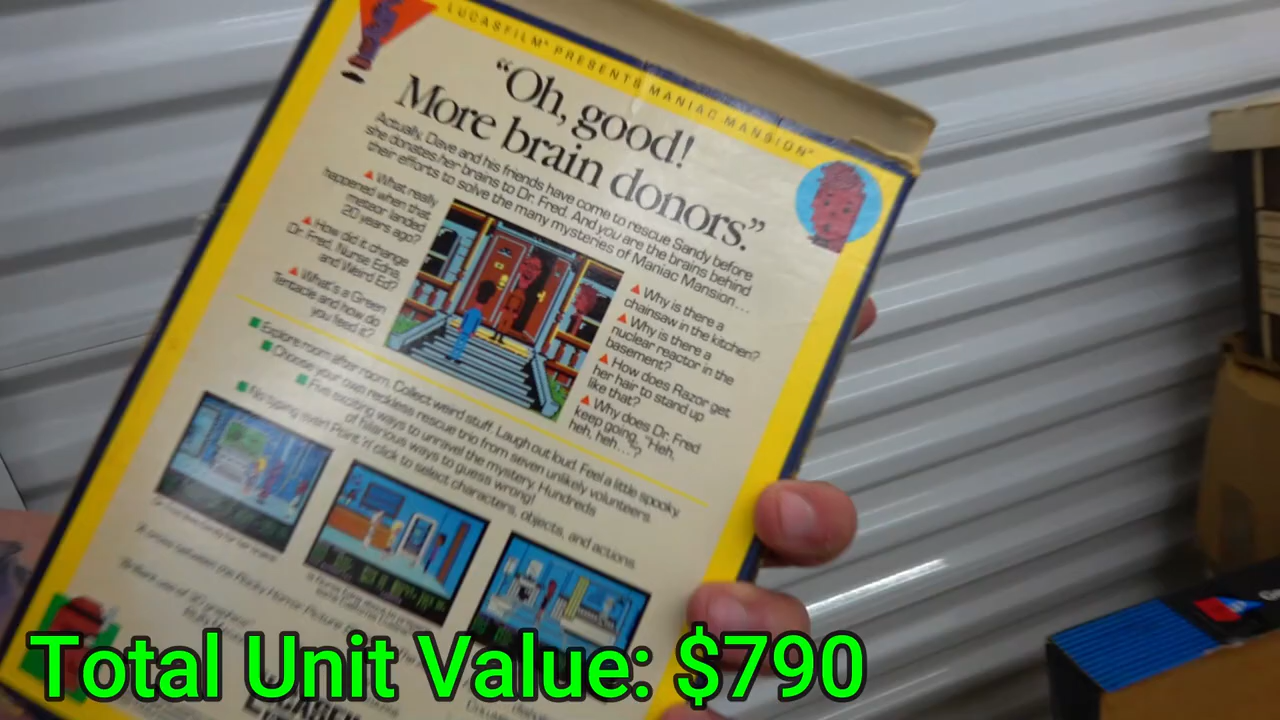 LUCASFILM™ PRESENTS MANIAC MANSION™
“Oh, good!
More brain donors.”
Actually, Dave and his friends have come to rescue Sandy before
she donates her brains to Dr. Fred. And you are the brains behind
their efforts to solve the many mysteries of Maniac Mansion....
▲ What really
happened when that
meteor landed
20 years ago?
▲ How did it change
Dr. Fred, Nurse Edna,
and Weird Ed?
▲ What's a Green
Tentacle and how do
you feed it?
▲ Why is there a
chainsaw in the kitchen?
▲ Why is there a
nuclear reactor in the
basement?
▲ How does Razor get
her hair to stand up
like that?
▲ Why does Dr. Fred
keep going, “Heh,
heh, heh...”?
■ Explore room after room. Collect weird stuff. Laugh out loud. Feel a little spooky.
■ Choose your own reckless rescue trio from seven unlikely volunteers.
■ Five exciting ways to unravel the mystery. Hundreds
of hilarious ways to guess wrong!
■ No typing, ever! Point 'n' click to select characters, objects, and actions.
Total Unit Value: $790